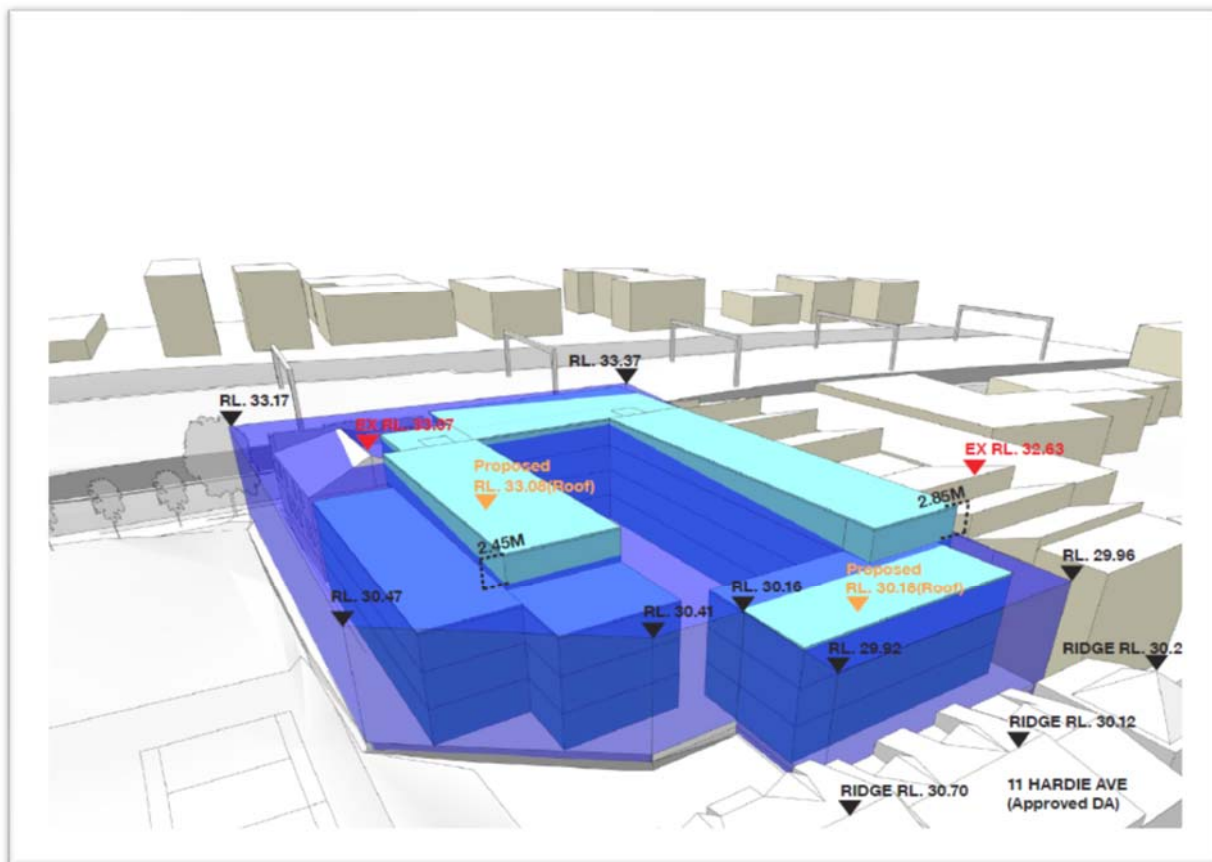 RL. 33.37
RL. 33.17
EX RL. 33.07
EX RL. 32.63
Proposed
RL. 33.08(Roof)
2.85M
2.45M
RL. 29.96
Proposed
RL. 30.16(Roof)
RL. 30.16
RL. 30.47
RL. 30.41
RL. 29.92
RIDGE RL. 30.2
RIDGE RL. 30.12
RIDGE RL. 30.70
11 HARDIE AVE
(Approved DA)